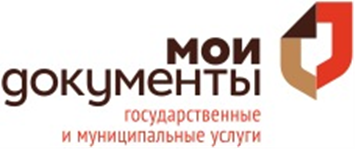 мои
документы
государственные
и муниципальные услуги